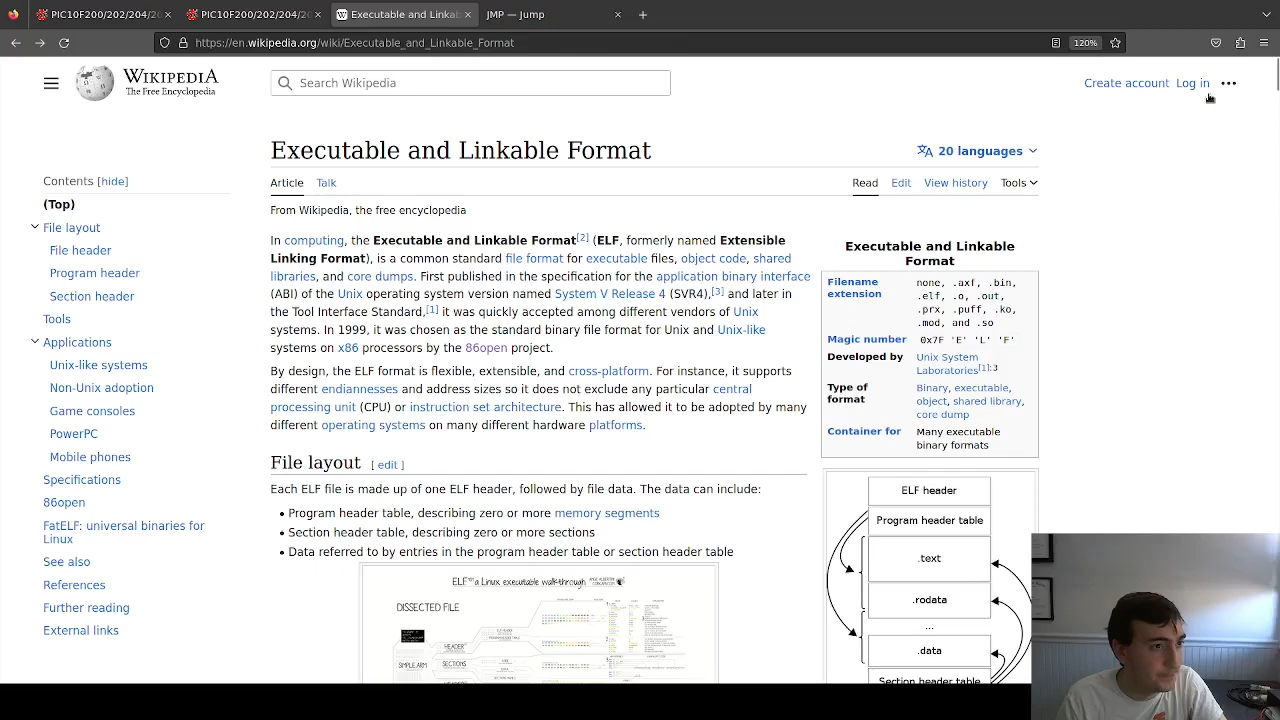 PIC10F200/202/204/20
PIC10F200/202/204/20
Executable and Linkab
JMP — Jump
https://en.wikipedia.org/wiki/Executable_and_Linkable_Format
120%
WIKIPEDIA
The Free Encyclopedia
Search Wikipedia
Create account Log in
Executable and Linkable Format
20 languages
Contents [hide]
(Top)
File layout
File header
Program header
Section header
Tools
Applications
Unix-like systems
Non-Unix adoption
Game consoles
PowerPC
Mobile phones
Specifications
86open
FatELF: universal binaries for
Linux
See also
References
Further reading
External links
Article Talk
Read Edit View history Tools
From Wikipedia, the free encyclopedia
In computing, the Executable and Linkable Format[2] (ELF, formerly named Extensible
Linking Format), is a common standard file format for executable files, object code, shared
libraries, and core dumps. First published in the specification for the application binary interface
(ABI) of the Unix operating system version named System V Release 4 (SVR4),[3] and later in
the Tool Interface Standard,[1] it was quickly accepted among different vendors of Unix
systems. In 1999, it was chosen as the standard binary file format for Unix and Unix-like
systems on x86 processors by the 86open project.
By design, the ELF format is flexible, extensible, and cross-platform. For instance, it supports
different endiannesses and address sizes so it does not exclude any particular central
processing unit (CPU) or instruction set architecture. This has allowed it to be adopted by many
different operating systems on many different hardware platforms.
File layout [ edit ]
Each ELF file is made up of one ELF header, followed by file data. The data can include:
• Program header table, describing zero or more memory segments
• Section header table, describing zero or more sections
• Data referred to by entries in the program header table or section header table
ELF a Linux executable walkthrough
DISSECTED FILE
Executable and Linkable
Format
Filename extension
none, .axf, .bin,
.elf, .o, .out,
.prx, .puff, .ko,
.mod, and .so
Magic number 0x7F 'E' 'L' 'F'
Developed by Unix System
Laboratories[1]:3
Type of format
Binary, executable,
object, shared library,
core dump
Container for Many executable
binary formats
ELF header
Program header table
.text
.rodata
...
.data
Section header table